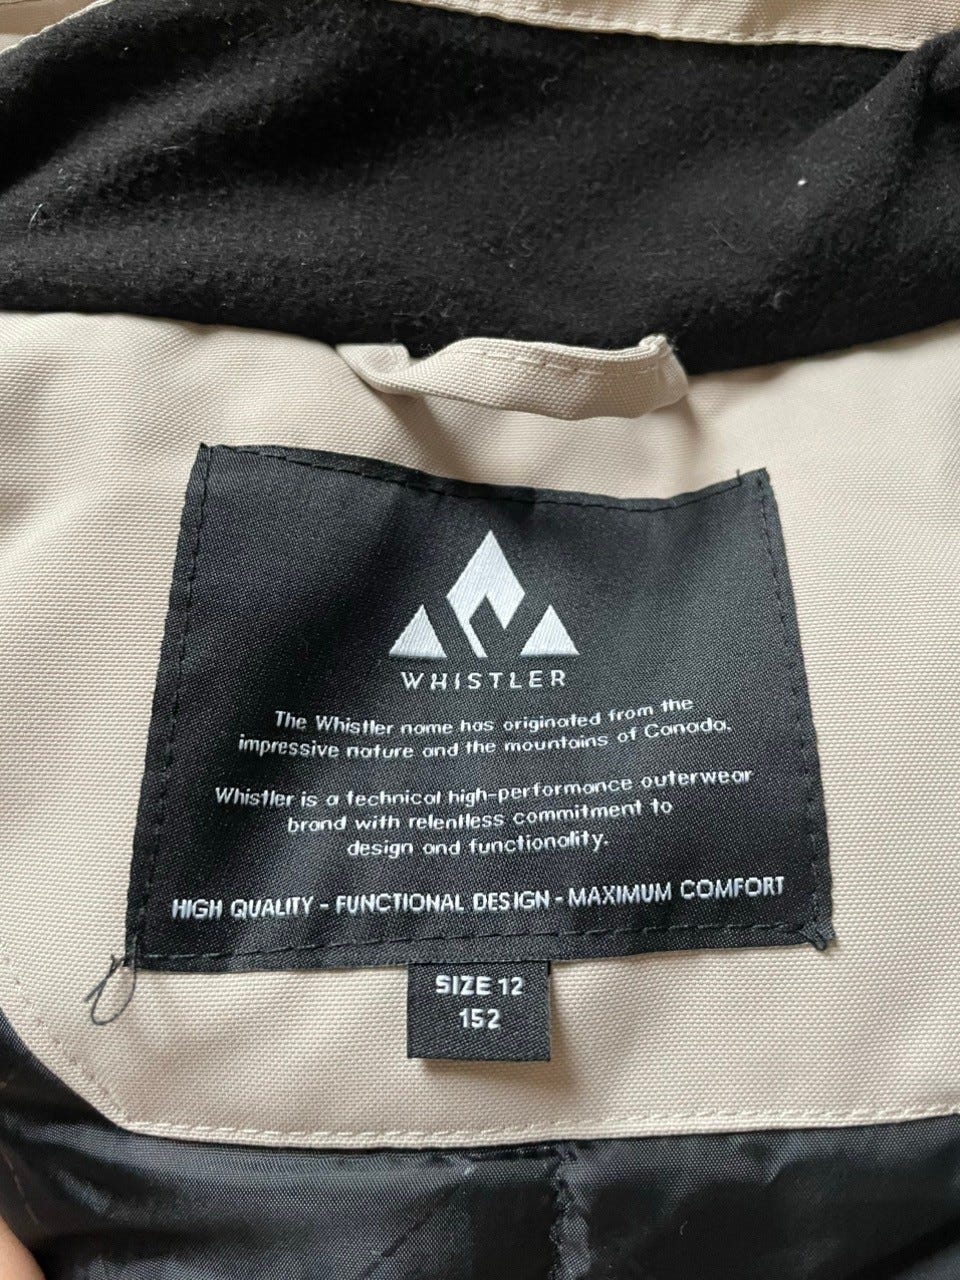 WHISTLER
The Whistler name has originated from the
impressive nature and the mountains of Canada.
Whistler is a technical high-performance outerwear
brand with relentless commitment to
design and functionality.
HIGH QUALITY - FUNCTIONAL DESIGN - MAXIMUM COMFORT
SIZE 12
152